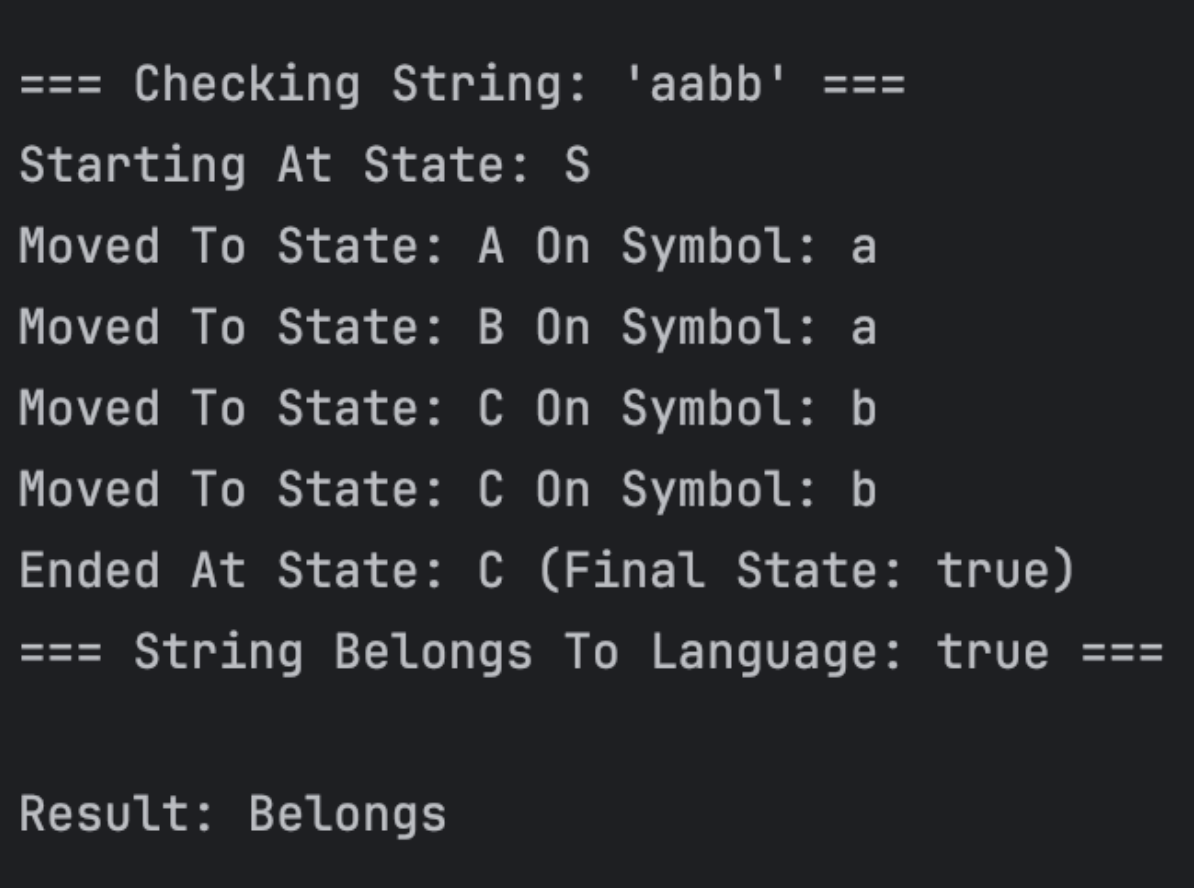 === Checking String: 'aabb' ===
Starting At State: S
Moved To State: A On Symbol: a
Moved To State: B On Symbol: a
Moved To State: C On Symbol: b
Moved To State: C On Symbol: b
Ended At State: C (Final State: true)
=== String Belongs To Language: true ===
Result: Belongs